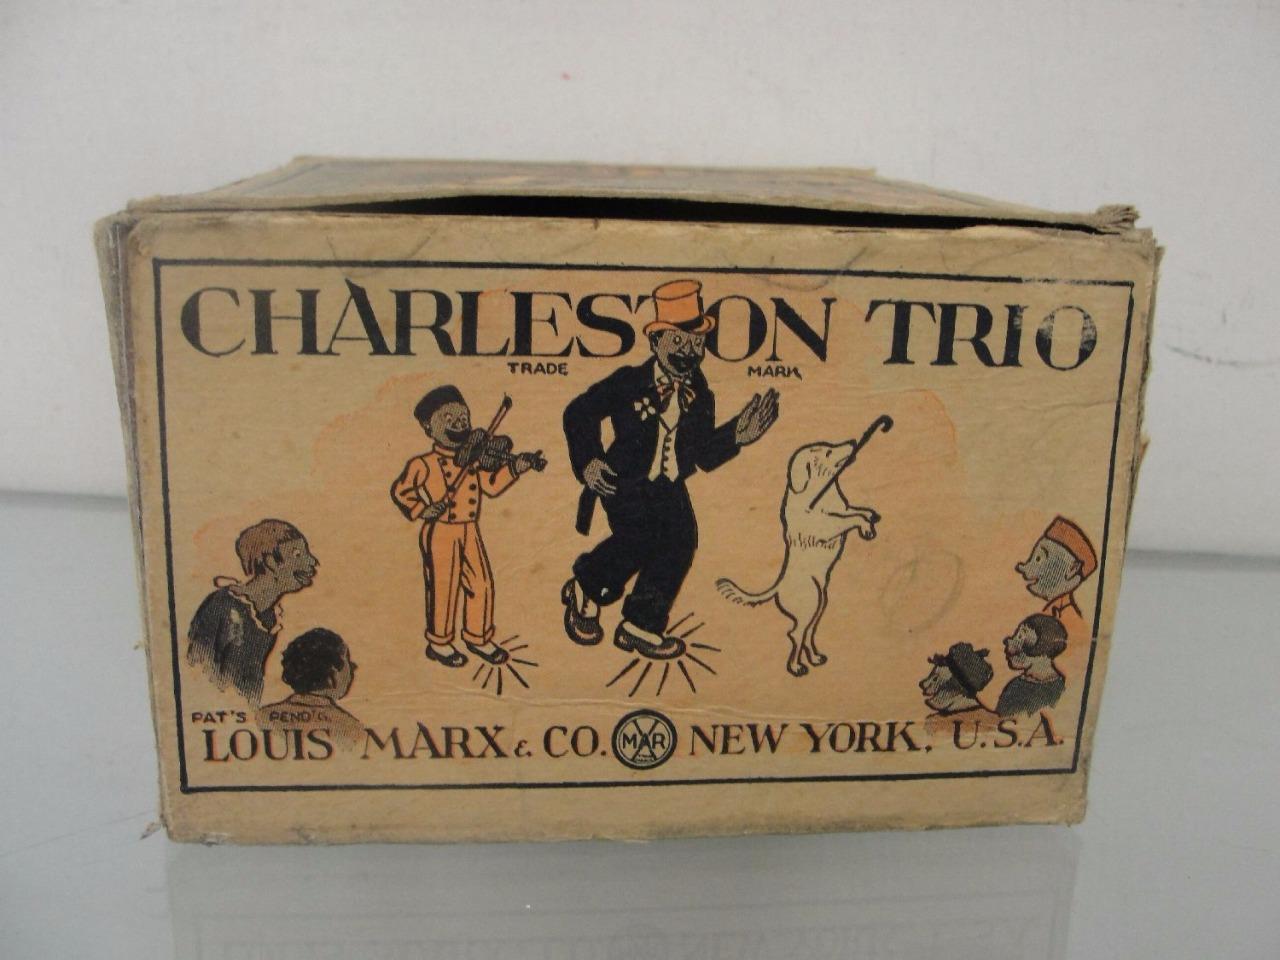 CHARLESTON TRIO
TRADE MARK
PAT'S PEND'G.
LOUIS MARX & CO. MAR NEW YORK, U.S.A.